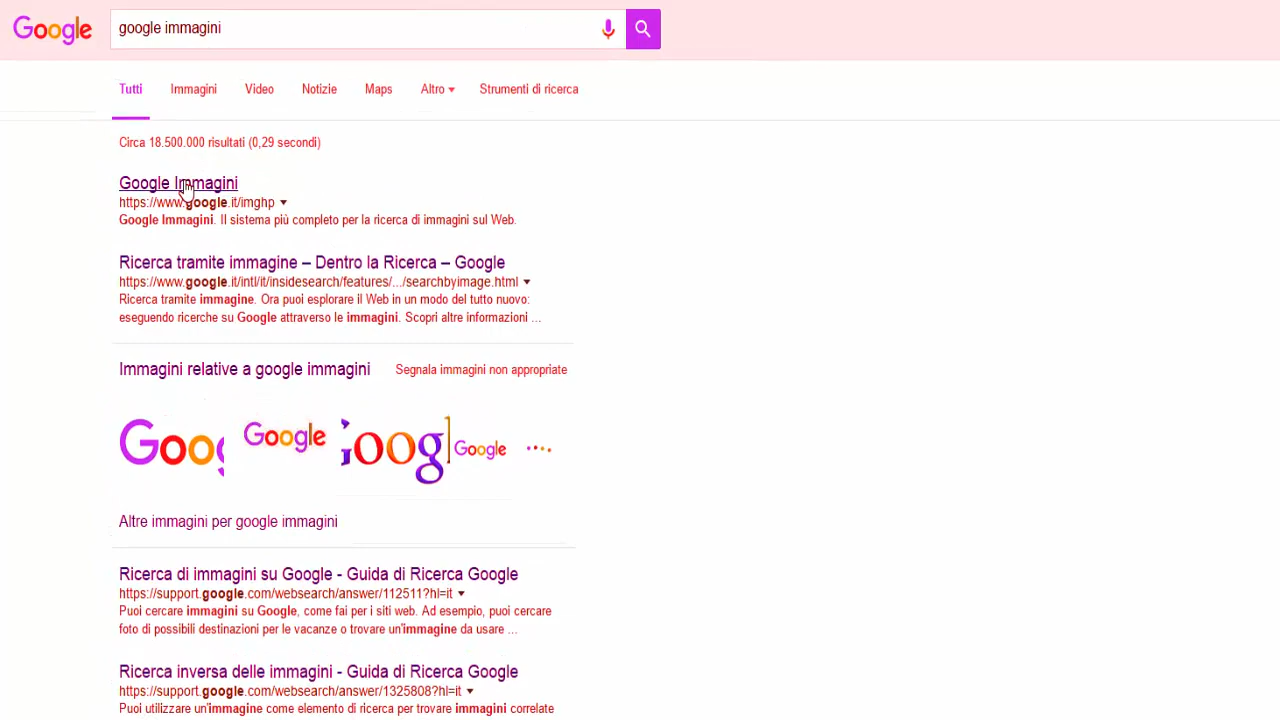 Google
google immagini
Tutti Immagini Video Notizie Maps Altro Strumenti di ricerca
Circa 18.500.000 risultati (0,29 secondi)
Google Immagini
https://www.google.it/imghp
Google Immagini. Il sistema più completo per la ricerca di immagini sul Web.
Ricerca tramite immagine – Dentro la Ricerca – Google
https://www.google.it/intl/it/insidesearch/features/.../searchbyimage.html
Ricerca tramite immagine. Ora puoi esplorare il Web in un modo del tutto nuovo:
eseguendo ricerche su Google attraverso le immagini. Scopri altre informazioni ...
Immagini relative a google immagini Segnala immagini non appropriate
Goog Google Googl Google
Altre immagini per google immagini
Ricerca di immagini su Google - Guida di Ricerca Google
https://support.google.com/websearch/answer/112511?hl=it
Puoi cercare immagini su Google, come fai per i siti web. Ad esempio, puoi cercare
foto di possibili destinazioni per le vacanze o trovare un'immagine da usare ...
Ricerca inversa delle immagini - Guida di Ricerca Google
https://support.google.com/websearch/answer/1325808?hl=it
Puoi utilizzare un'immagine come elemento di ricerca per trovare immagini correlate